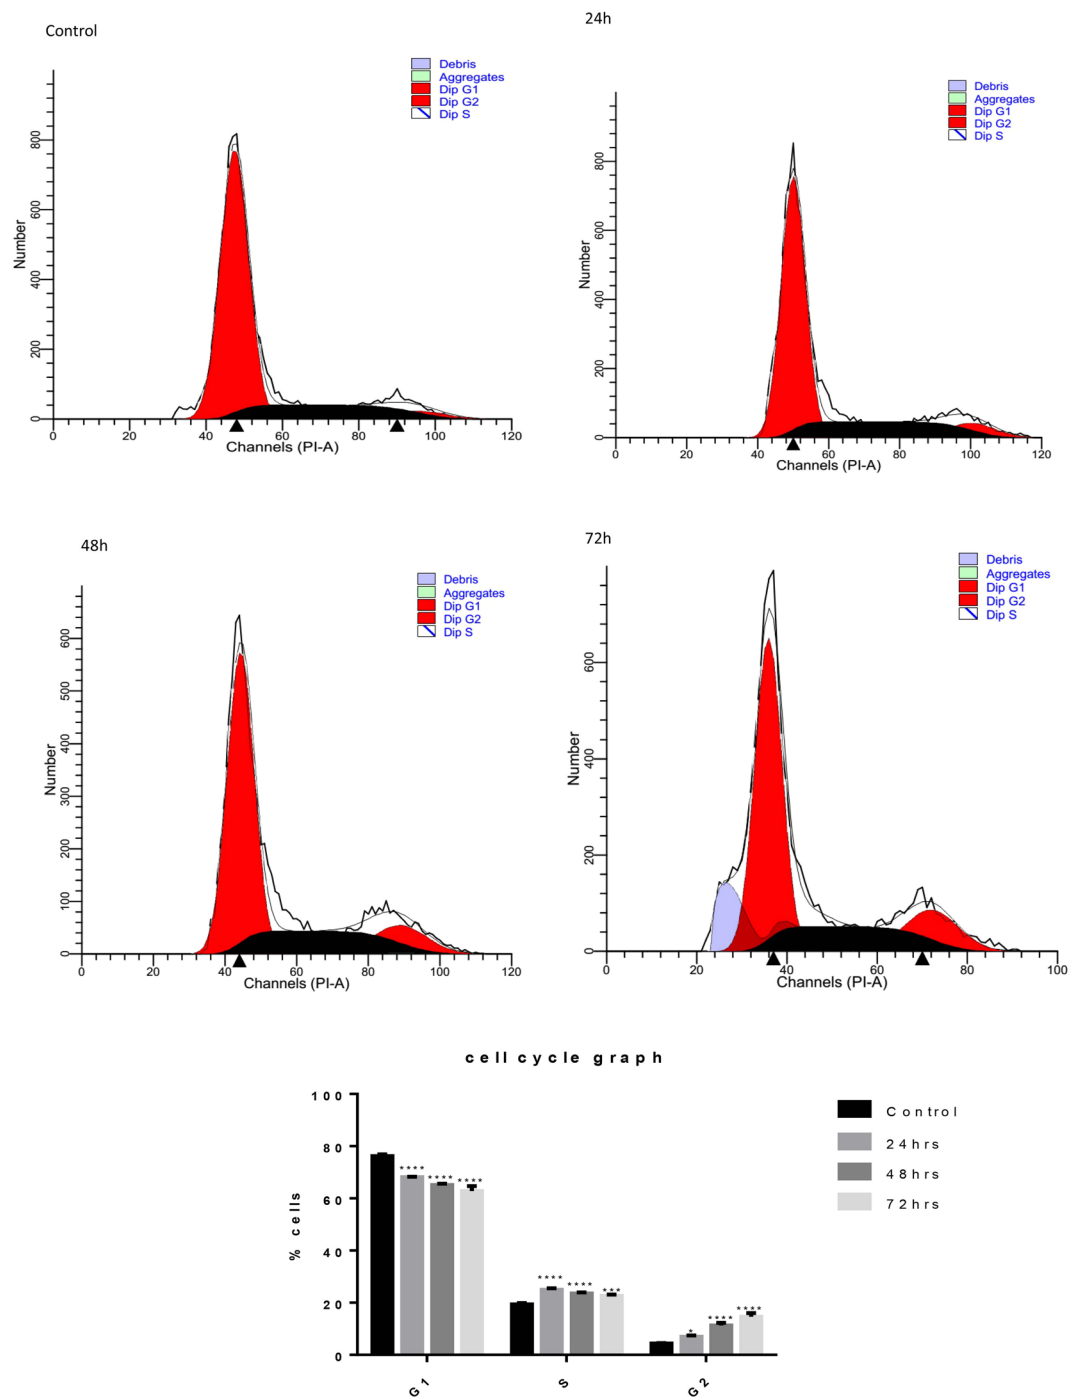 Control
Debris
Aggregates
Dip G1
Dip G2
Dip S
Number
0 200 400 600 800
0 20 40 60 80 100 120
Channels (PI-A)
24h
Debris
Aggregates
Dip G1
Dip G2
Dip S
Number
0 200 400 600 800
0 20 40 60 80 100 120
Channels (PI-A)
48h
Debris
Aggregates
Dip G1
Dip G2
Dip S
Number
0 100 200 300 400 500 600
0 20 40 60 80 100 120
Channels (PI-A)
72h
Debris
Aggregates
Dip G1
Dip G2
Dip S
Number
0 200 400 600
0 20 40 60 80 100
Channels (PI-A)
cell cycle graph
% cells
100
80
60
40
20
0
**** **** ****
**** **** ***
* **** ****
G1 S G2
Control
24hrs
48hrs
72hrs